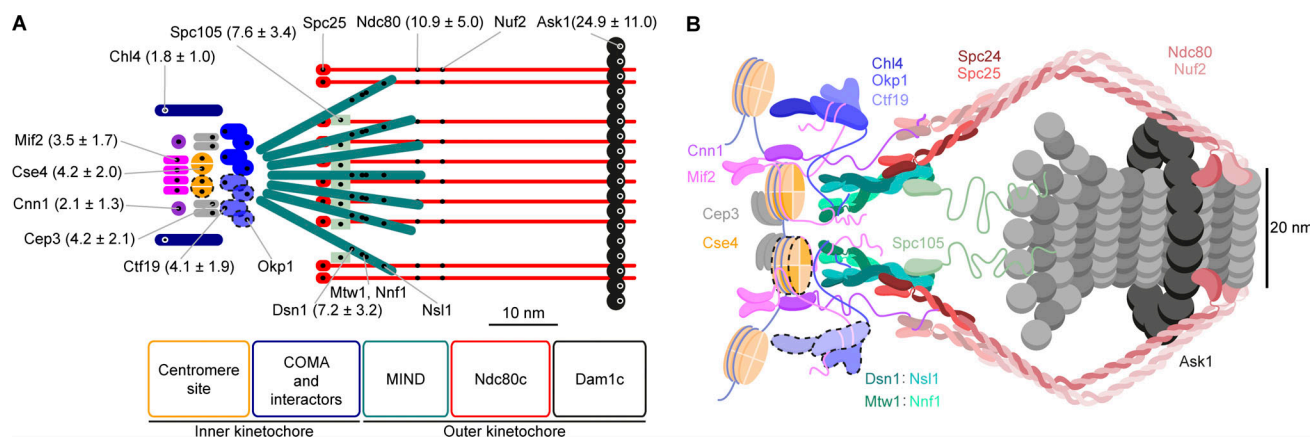 A
Spc105 (7.6 ± 3.4)
Spc25
Ndc80 (10.9 ± 5.0)
Nuf2
Ask1(24.9 ± 11.0)
Chl4 (1.8 ± 1.0)
Mif2 (3.5 ± 1.7)
Cse4 (4.2 ± 2.0)
Cnn1 (2.1 ± 1.3)
Cep3 (4.2 ± 2.1)
Ctf19 (4.1 ± 1.9)
Okp1
Dsn1 (7.2 ± 3.2)
Mtw1, Nnf1
Nsl1
10 nm
Centromere
site
COMA
and
interactors
MIND
Ndc80c
Dam1c
Inner kinetochore
Outer kinetochore
B
Chl4
Okp1
Ctf19
Spc24
Spc25
Ndc80
Nuf2
Cnn1
Mif2
Cep3
Cse4
Spc105
20 nm
Ask1
Dsn1: Nsl1
Mtw1: Nnf1